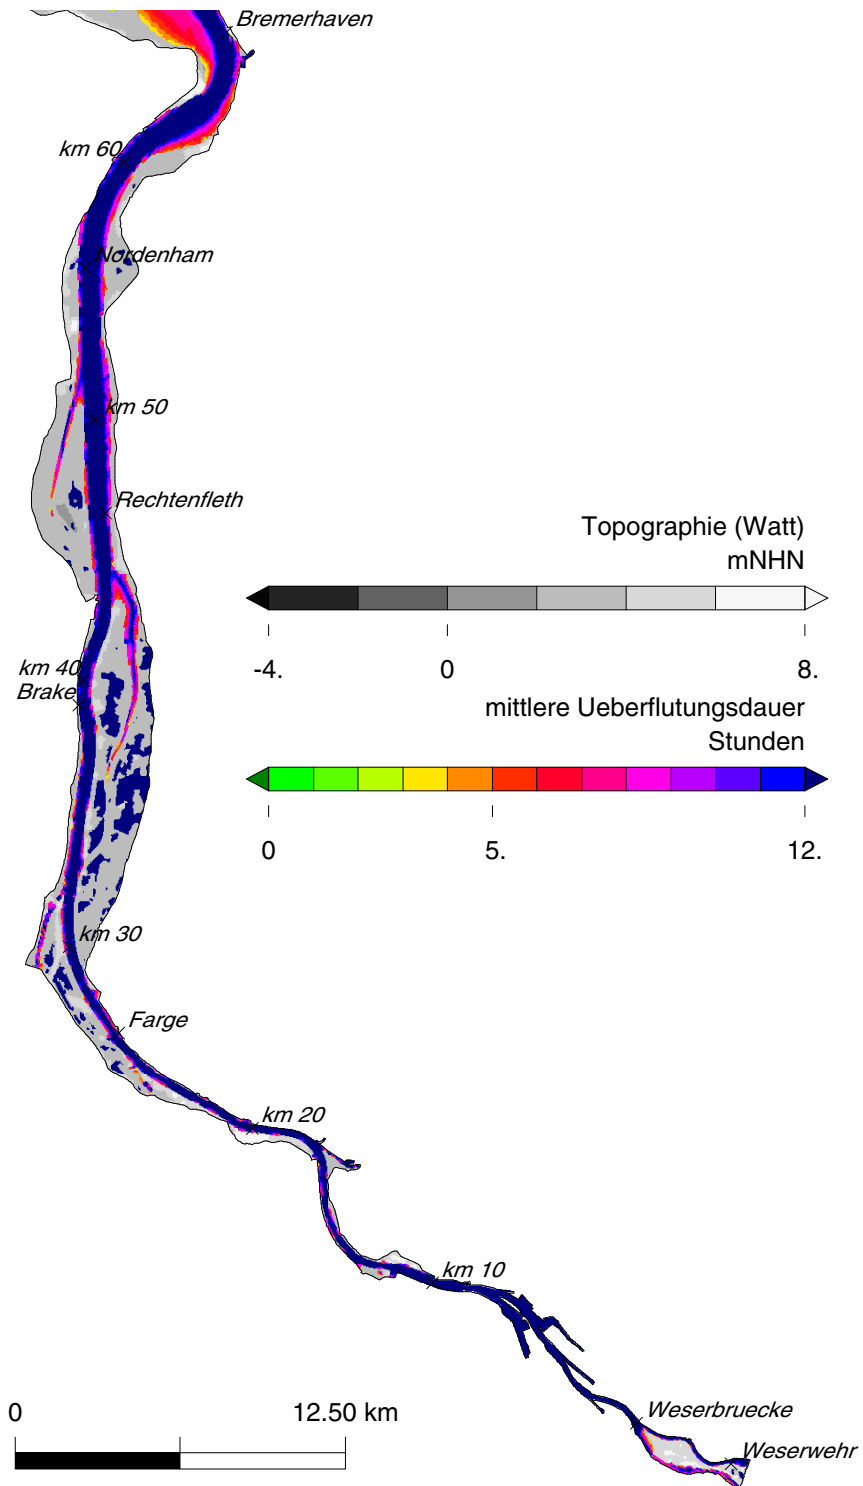 Bremerhaven
km 60
Nordenham
km 50
Rechtenfleth
Topographie (Watt)
mNHN
-4. 0 8.
km 40
Brake
mittlere Ueberflutungsdauer
Stunden
0 5. 12.
km 30
Farge
km 20
km 10
0 12.50 km
Weserbruecke
Weserwehr